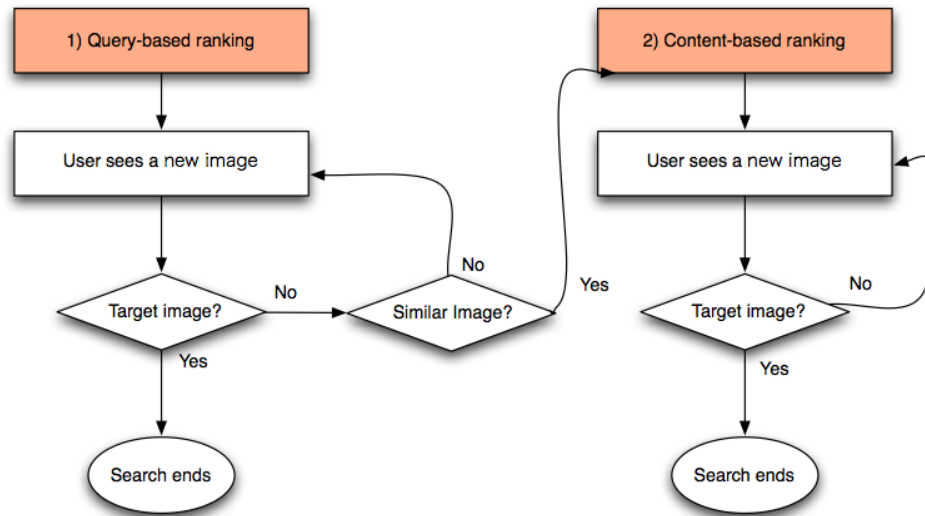 1) Query-based ranking
User sees a new image
Target image?
No
Yes
Search ends
Similar Image?
No
Yes
2) Content-based ranking
User sees a new image
Target image?
No
Yes
Search ends